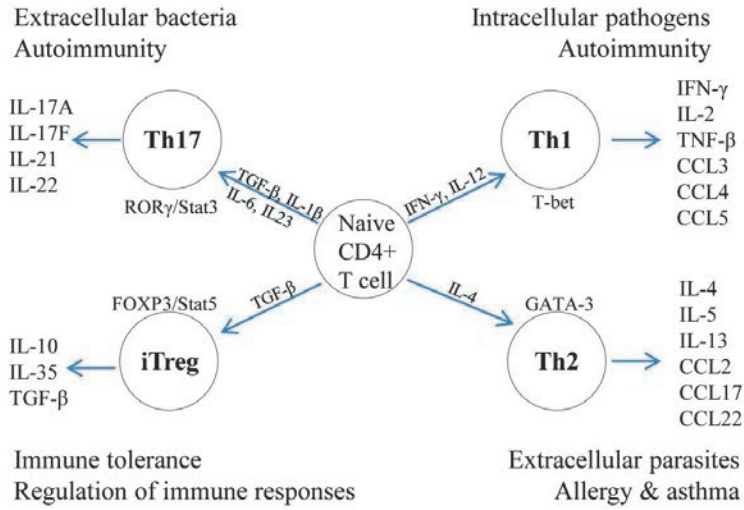 Extracellular bacteria
Autoimmunity
Intracellular pathogens
Autoimmunity
IL-17A
IL-17F
IL-21
IL-22
Th17
RORγ/Stat3
TGF-β, IL-1β
IL-6, IL23
Th1
T-bet
IFN-γ, IL-12
IFN-γ
IL-2
TNF-β
CCL3
CCL4
CCL5
Naive
CD4+
T cell
FOXP3/Stat5
TGF-β
iTreg
IL-10
IL-35
TGF-β
IL-4
GATA-3
Th2
IL-4
IL-5
IL-13
CCL2
CCL17
CCL22
Immune tolerance
Regulation of immune responses
Extracellular parasites
Allergy & asthma